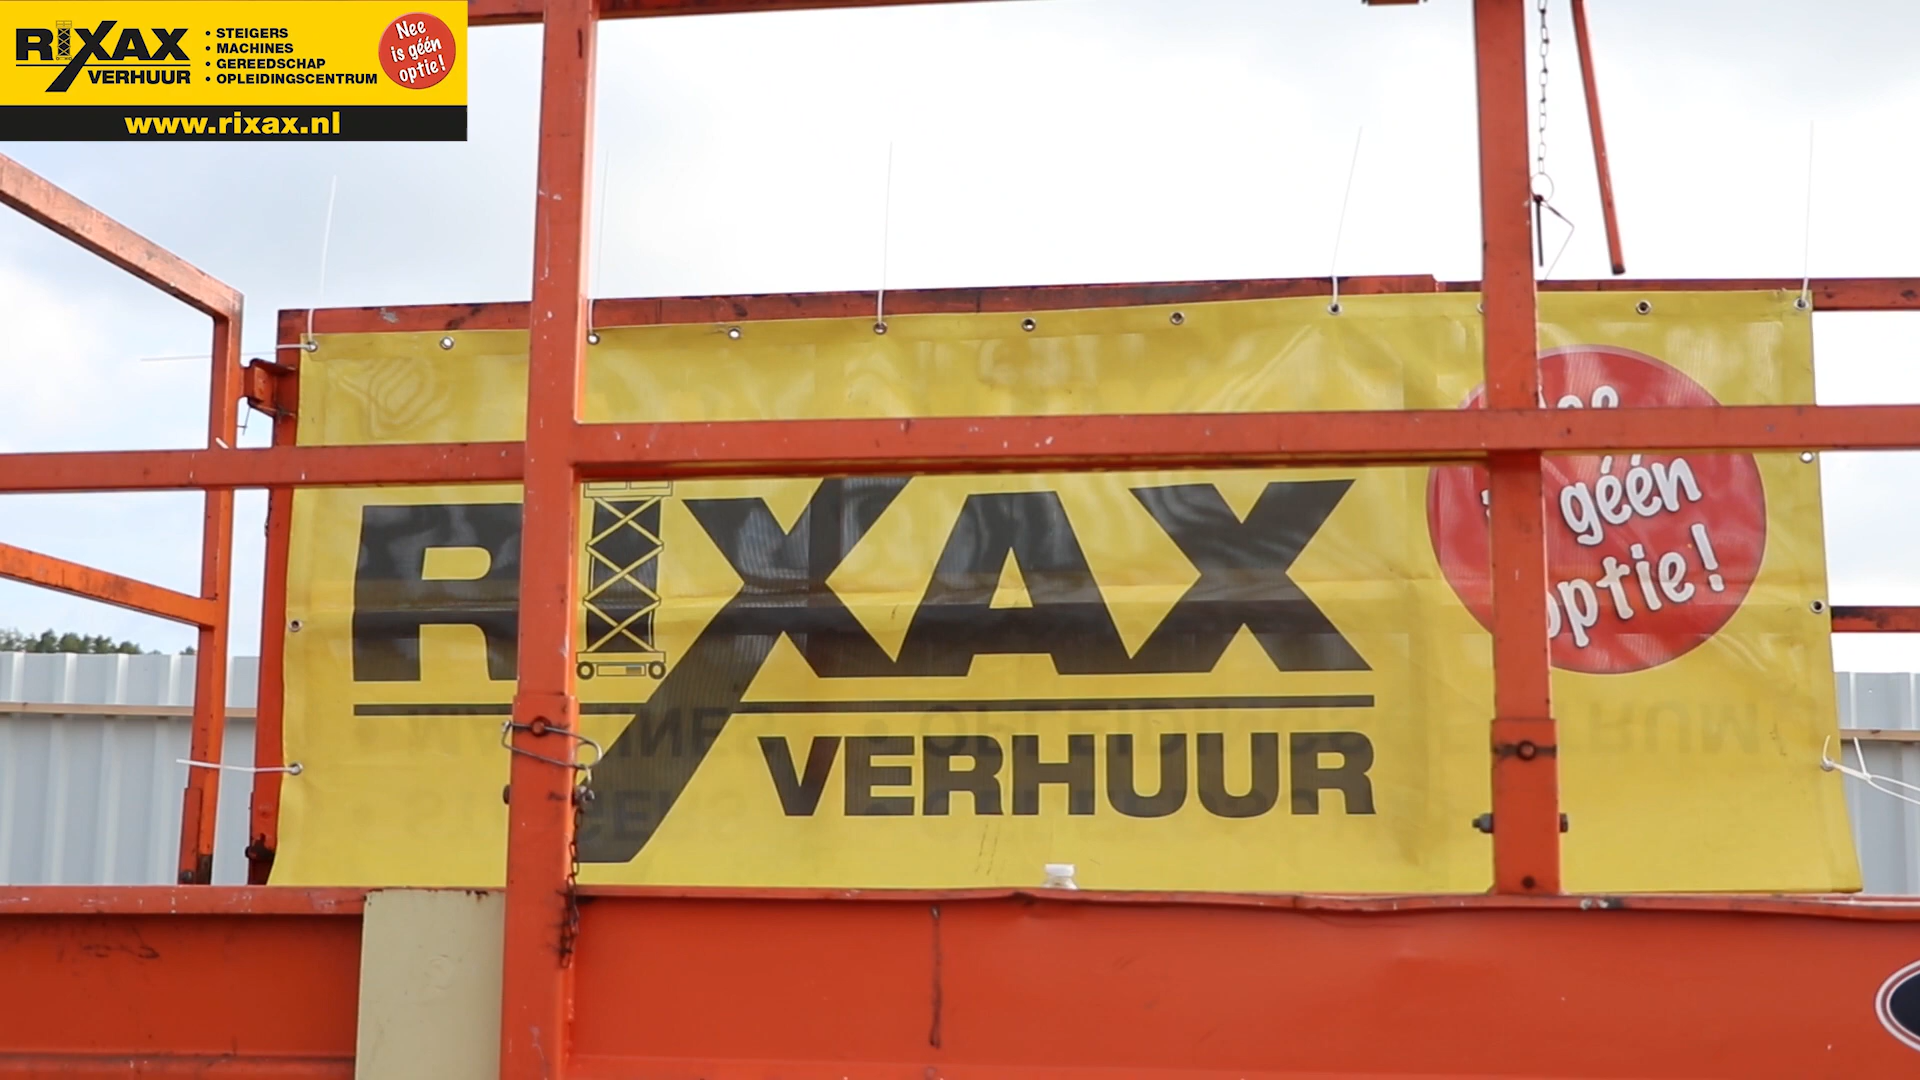 RIXAX
VERHUUR
• STEIGERS
• MACHINES
• GEREEDSCHAP
• OPLEIDINGSCENTRUM
Nee
is géén
optie!
www.rixax.nl
RIXAX
VERHUUR
géén
optie!